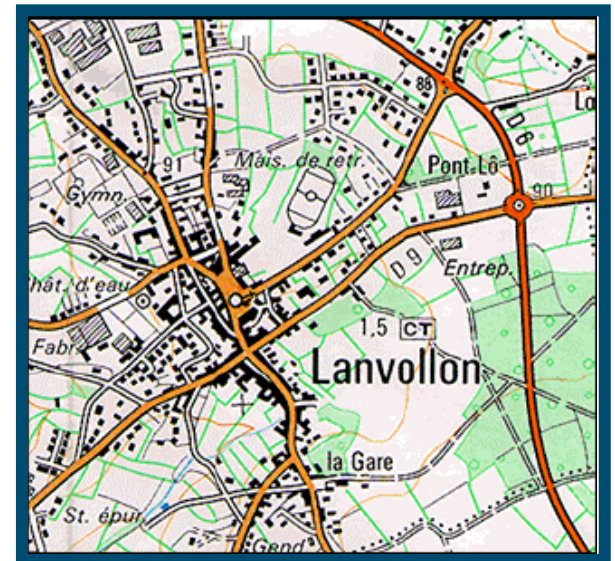 88
Lo
D 6
91
Mais. de retr.
Pont-Lô
Gymn.
90
D 9
Entrep.
hât. d'eau
1,5 CT
Fabr.
Lanvollon
la Gare
St. épur.
Gend